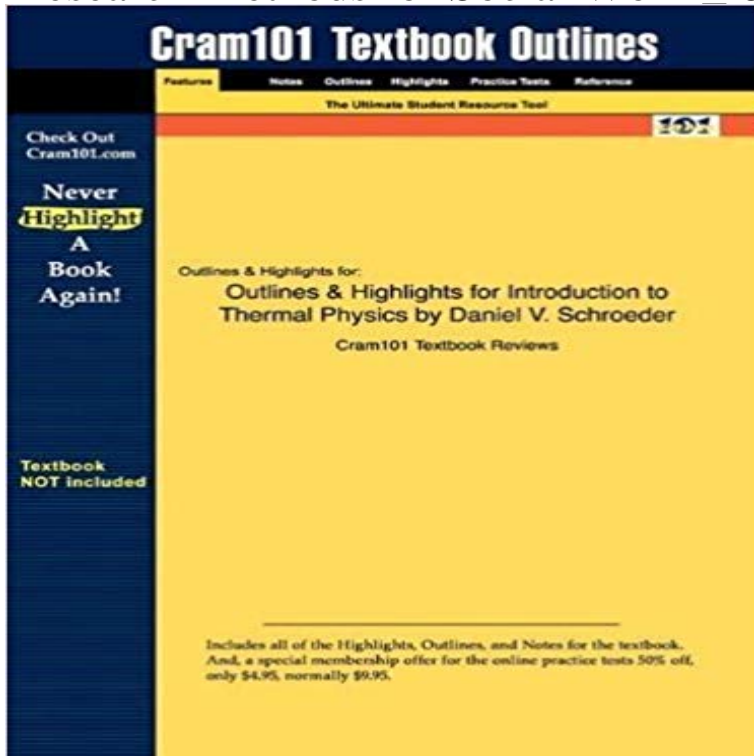 Cram101 Textbook Outlines
Features Notes Outlines Highlights Practice Tests Reference
The Ultimate Student Resource Tool
101
Check Out
Cram101.com
Never
Highlight
A
Book
Again!
Outlines & Highlights for:
Outlines & Highlights for Introduction to
Thermal Physics by Daniel V. Schroeder
Cram101 Textbook Reviews
Textbook
NOT included
Includes all of the Highlights, Outlines, and Notes for the textbook.
And, a special membership offer for the online practice tests 50% off,
only $4.95, normally $9.95.